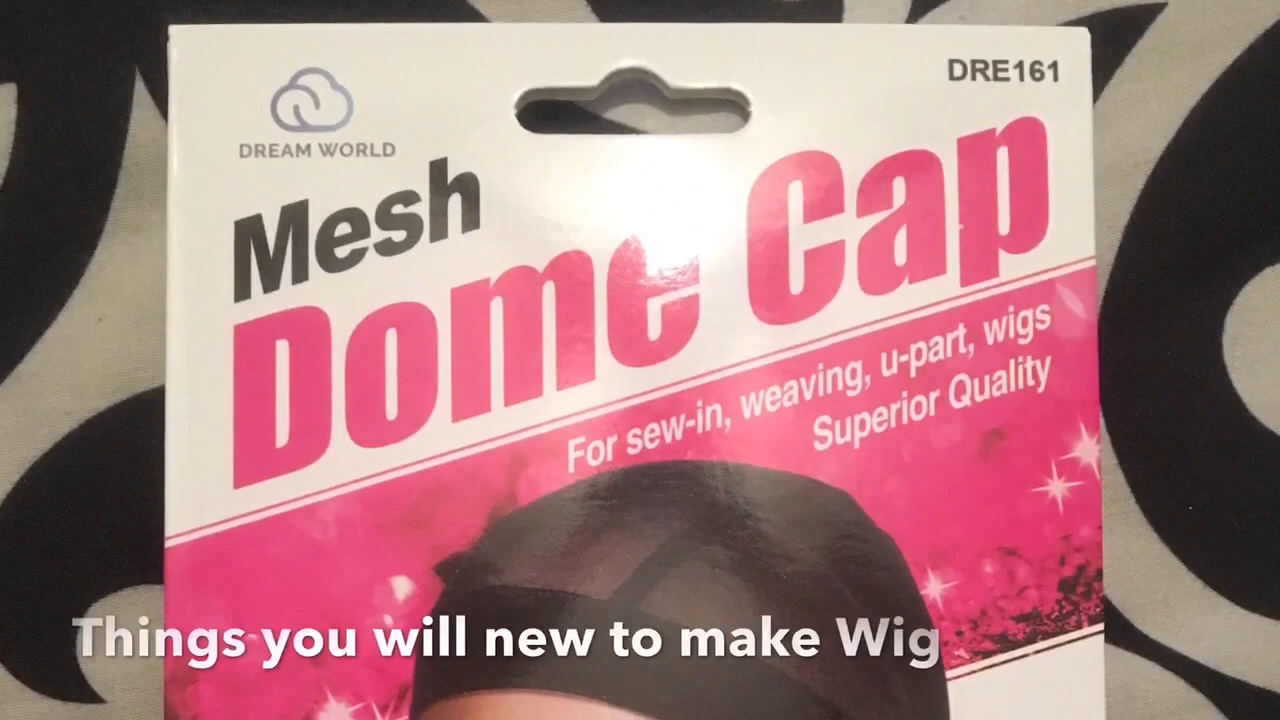 DRE161
DREAM WORLD
Mesh
Dome Cap
For sew-in, weaving, u-part, wigs
Superior Quality
Things you will new to make Wig